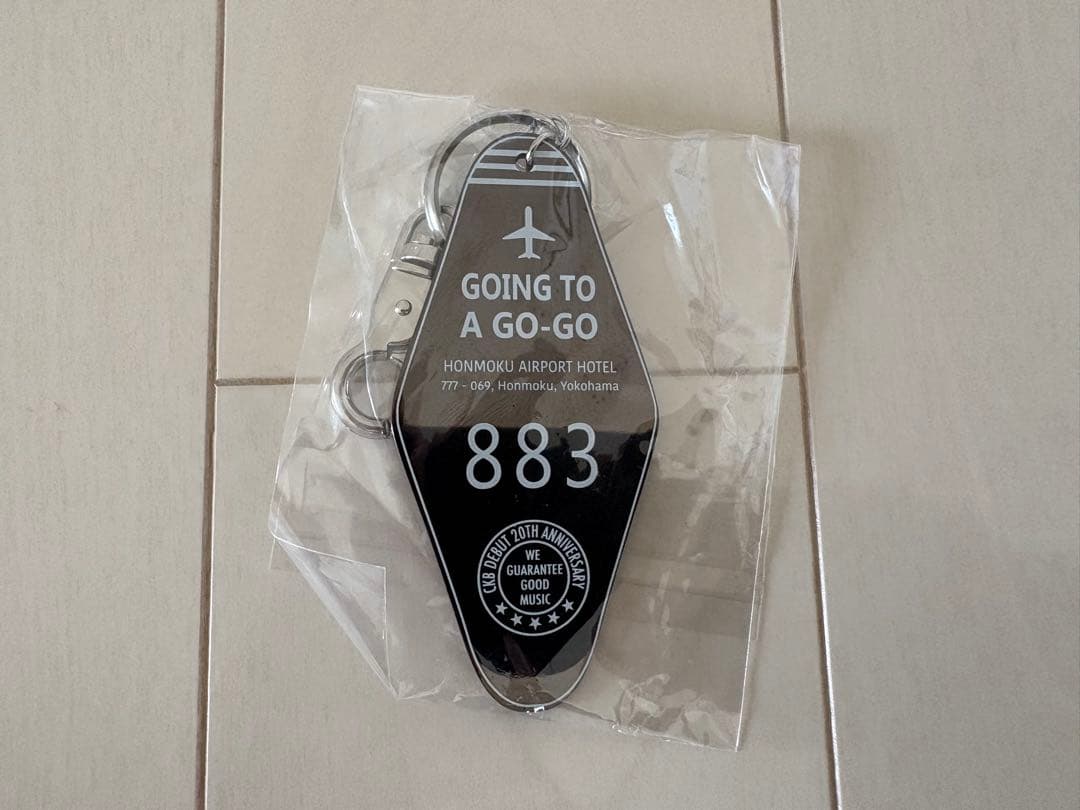 GOING TO
A GO-GO
HONMOKU AIRPORT HOTEL
777 - 069, Honmoku, Yokohama
883
CKB DEBUT 20TH ANNIVERSARY
WE
GUARANTEE
GOOD
MUSIC